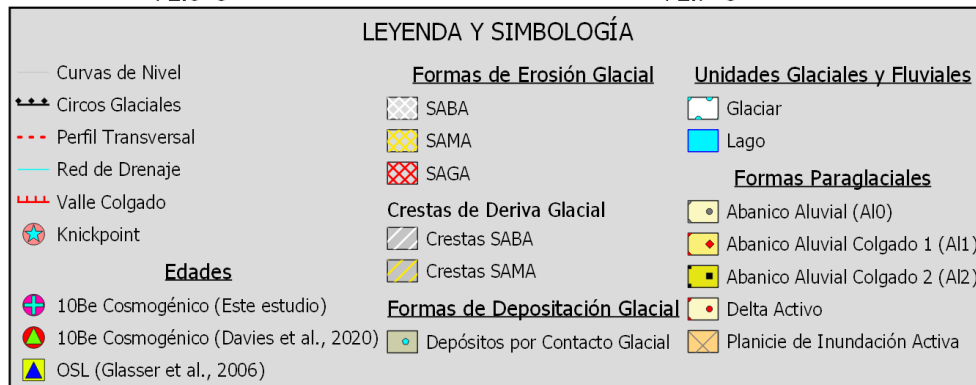 LEYENDA Y SIMBOLOGÍA
Curvas de Nivel
Circos Glaciales
Perfil Transversal
Red de Drenaje
Valle Colgado
Knickpoint
Edades
10Be Cosmogénico (Este estudio)
10Be Cosmogénico (Davies et al., 2020)
OSL (Glasser et al., 2006)
Formas de Erosión Glacial
SABA
SAMA
SAGA
Crestas de Deriva Glacial
Crestas SABA
Crestas SAMA
Formas de Depositación Glacial
Depósitos por Contacto Glacial
Unidades Glaciales y Fluviales
Glaciar
Lago
Formas Paraglaciales
Abanico Aluvial (Al0)
Abanico Aluvial Colgado 1 (Al1)
Abanico Aluvial Colgado 2 (Al2)
Delta Activo
Planicie de Inundación Activa